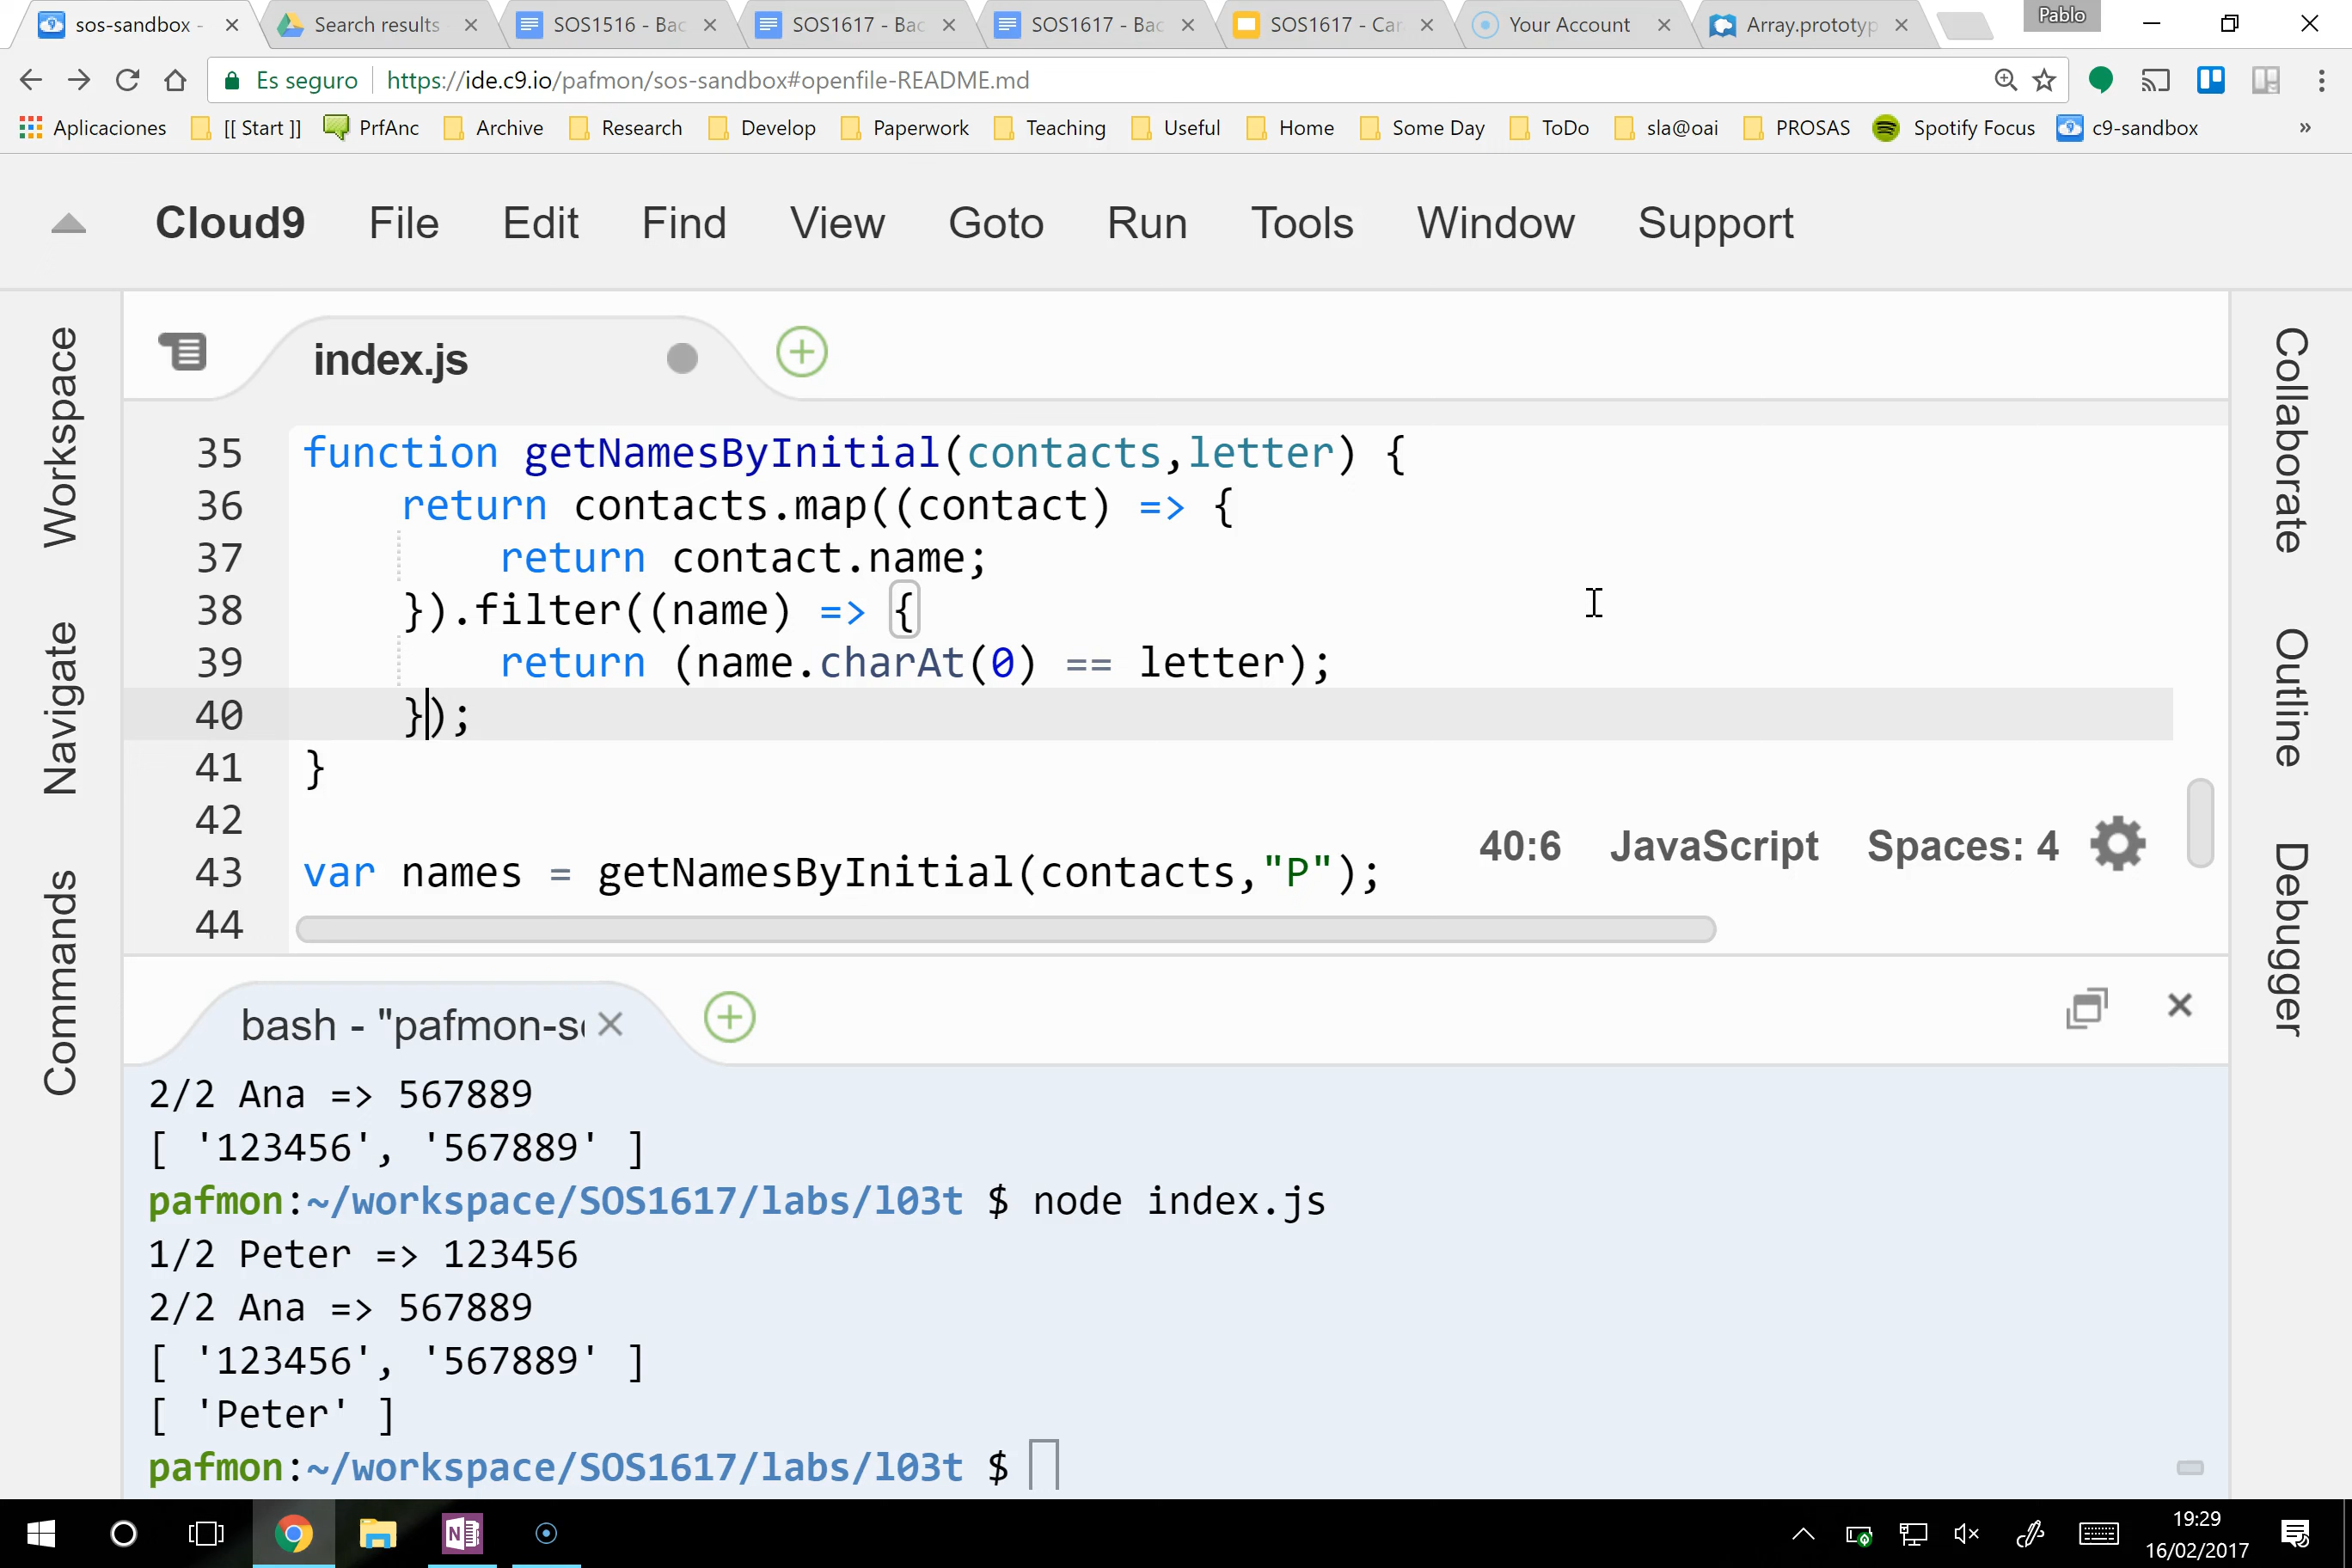 sos-sandbox -
Search results
SOS1516 - Bac
SOS1617 - Bac
SOS1617 - Bac
SOS1617 - Car
Your Account
Array.prototyp
Pablo
Es seguro
https://ide.c9.io/pafmon/sos-sandbox#openfile-README.md
Aplicaciones [[ Start ]] PrfAnc Archive Research Develop Paperwork Teaching Useful Home Some Day ToDo sla@oai PROSAS Spotify Focus c9-sandbox »
Cloud9 File Edit Find View Goto Run Tools Window Support
Workspace
Navigate
Commands
Collaborate
Outline
Debugger
index.js
35 function getNamesByInitial(contacts,letter) {
36 return contacts.map((contact) => {
37 return contact.name;
38 }).filter((name) => {
39 return (name.charAt(0) == letter);
40 });
41 }
42
43 var names = getNamesByInitial(contacts,"P");
44
40:6 JavaScript Spaces: 4
bash - "pafmon-s
2/2 Ana => 567889
[ '123456', '567889' ]
pafmon:~/workspace/SOS1617/labs/l03t $ node index.js
1/2 Peter => 123456
2/2 Ana => 567889
[ '123456', '567889' ]
[ 'Peter' ]
pafmon:~/workspace/SOS1617/labs/l03t $
19:29
16/02/2017